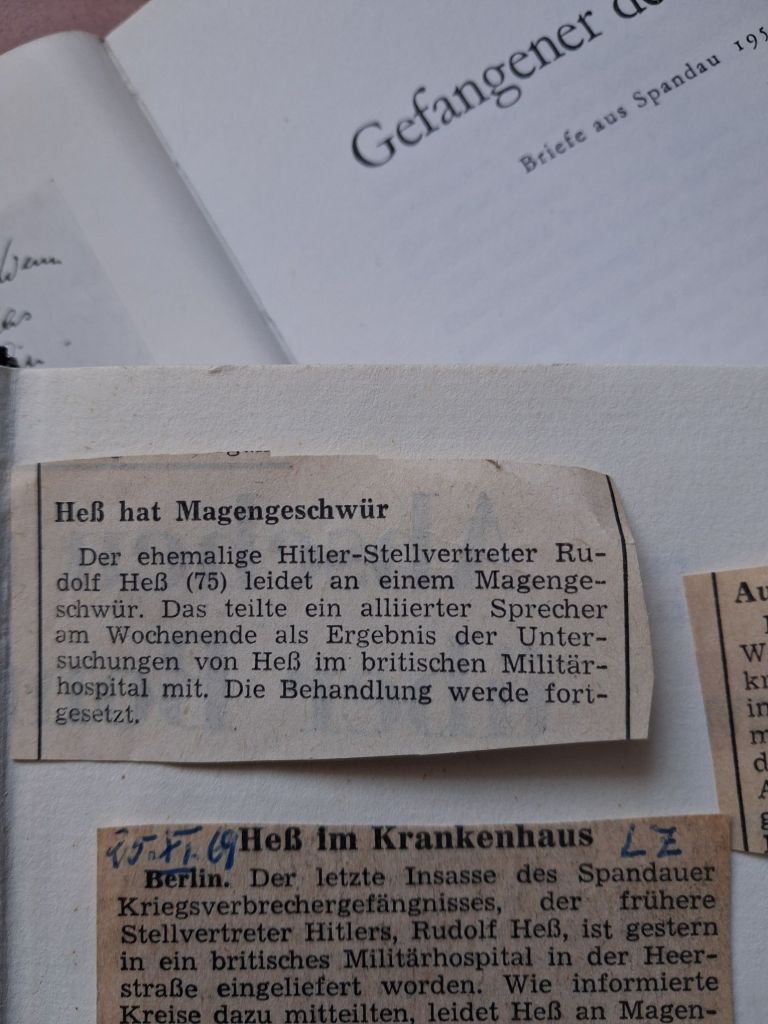 Gefangener
Briefe aus Spandau
Heß hat Magengeschwür
Der ehemalige Hitler-Stellvertreter Ru-
dolf Heß (75) leidet an einem Magenge-
schwür. Das teilte ein alliierter Sprecher
am Wochenende als Ergebnis der Unter-
suchungen von Heß im britischen Militär-
hospital mit. Die Behandlung werde fort-
gesetzt.
25.XI.69 Heß im Krankenhaus LZ
Berlin. Der letzte Insasse des Spandauer
Kriegsverbrechergefängnisses, der frühere
Stellvertreter Hitlers, Rudolf Heß, ist gestern
in ein britisches Militärhospital in der Heer-
straße eingeliefert worden. Wie informierte
Kreise dazu mitteilten, leidet Heß an Magen-